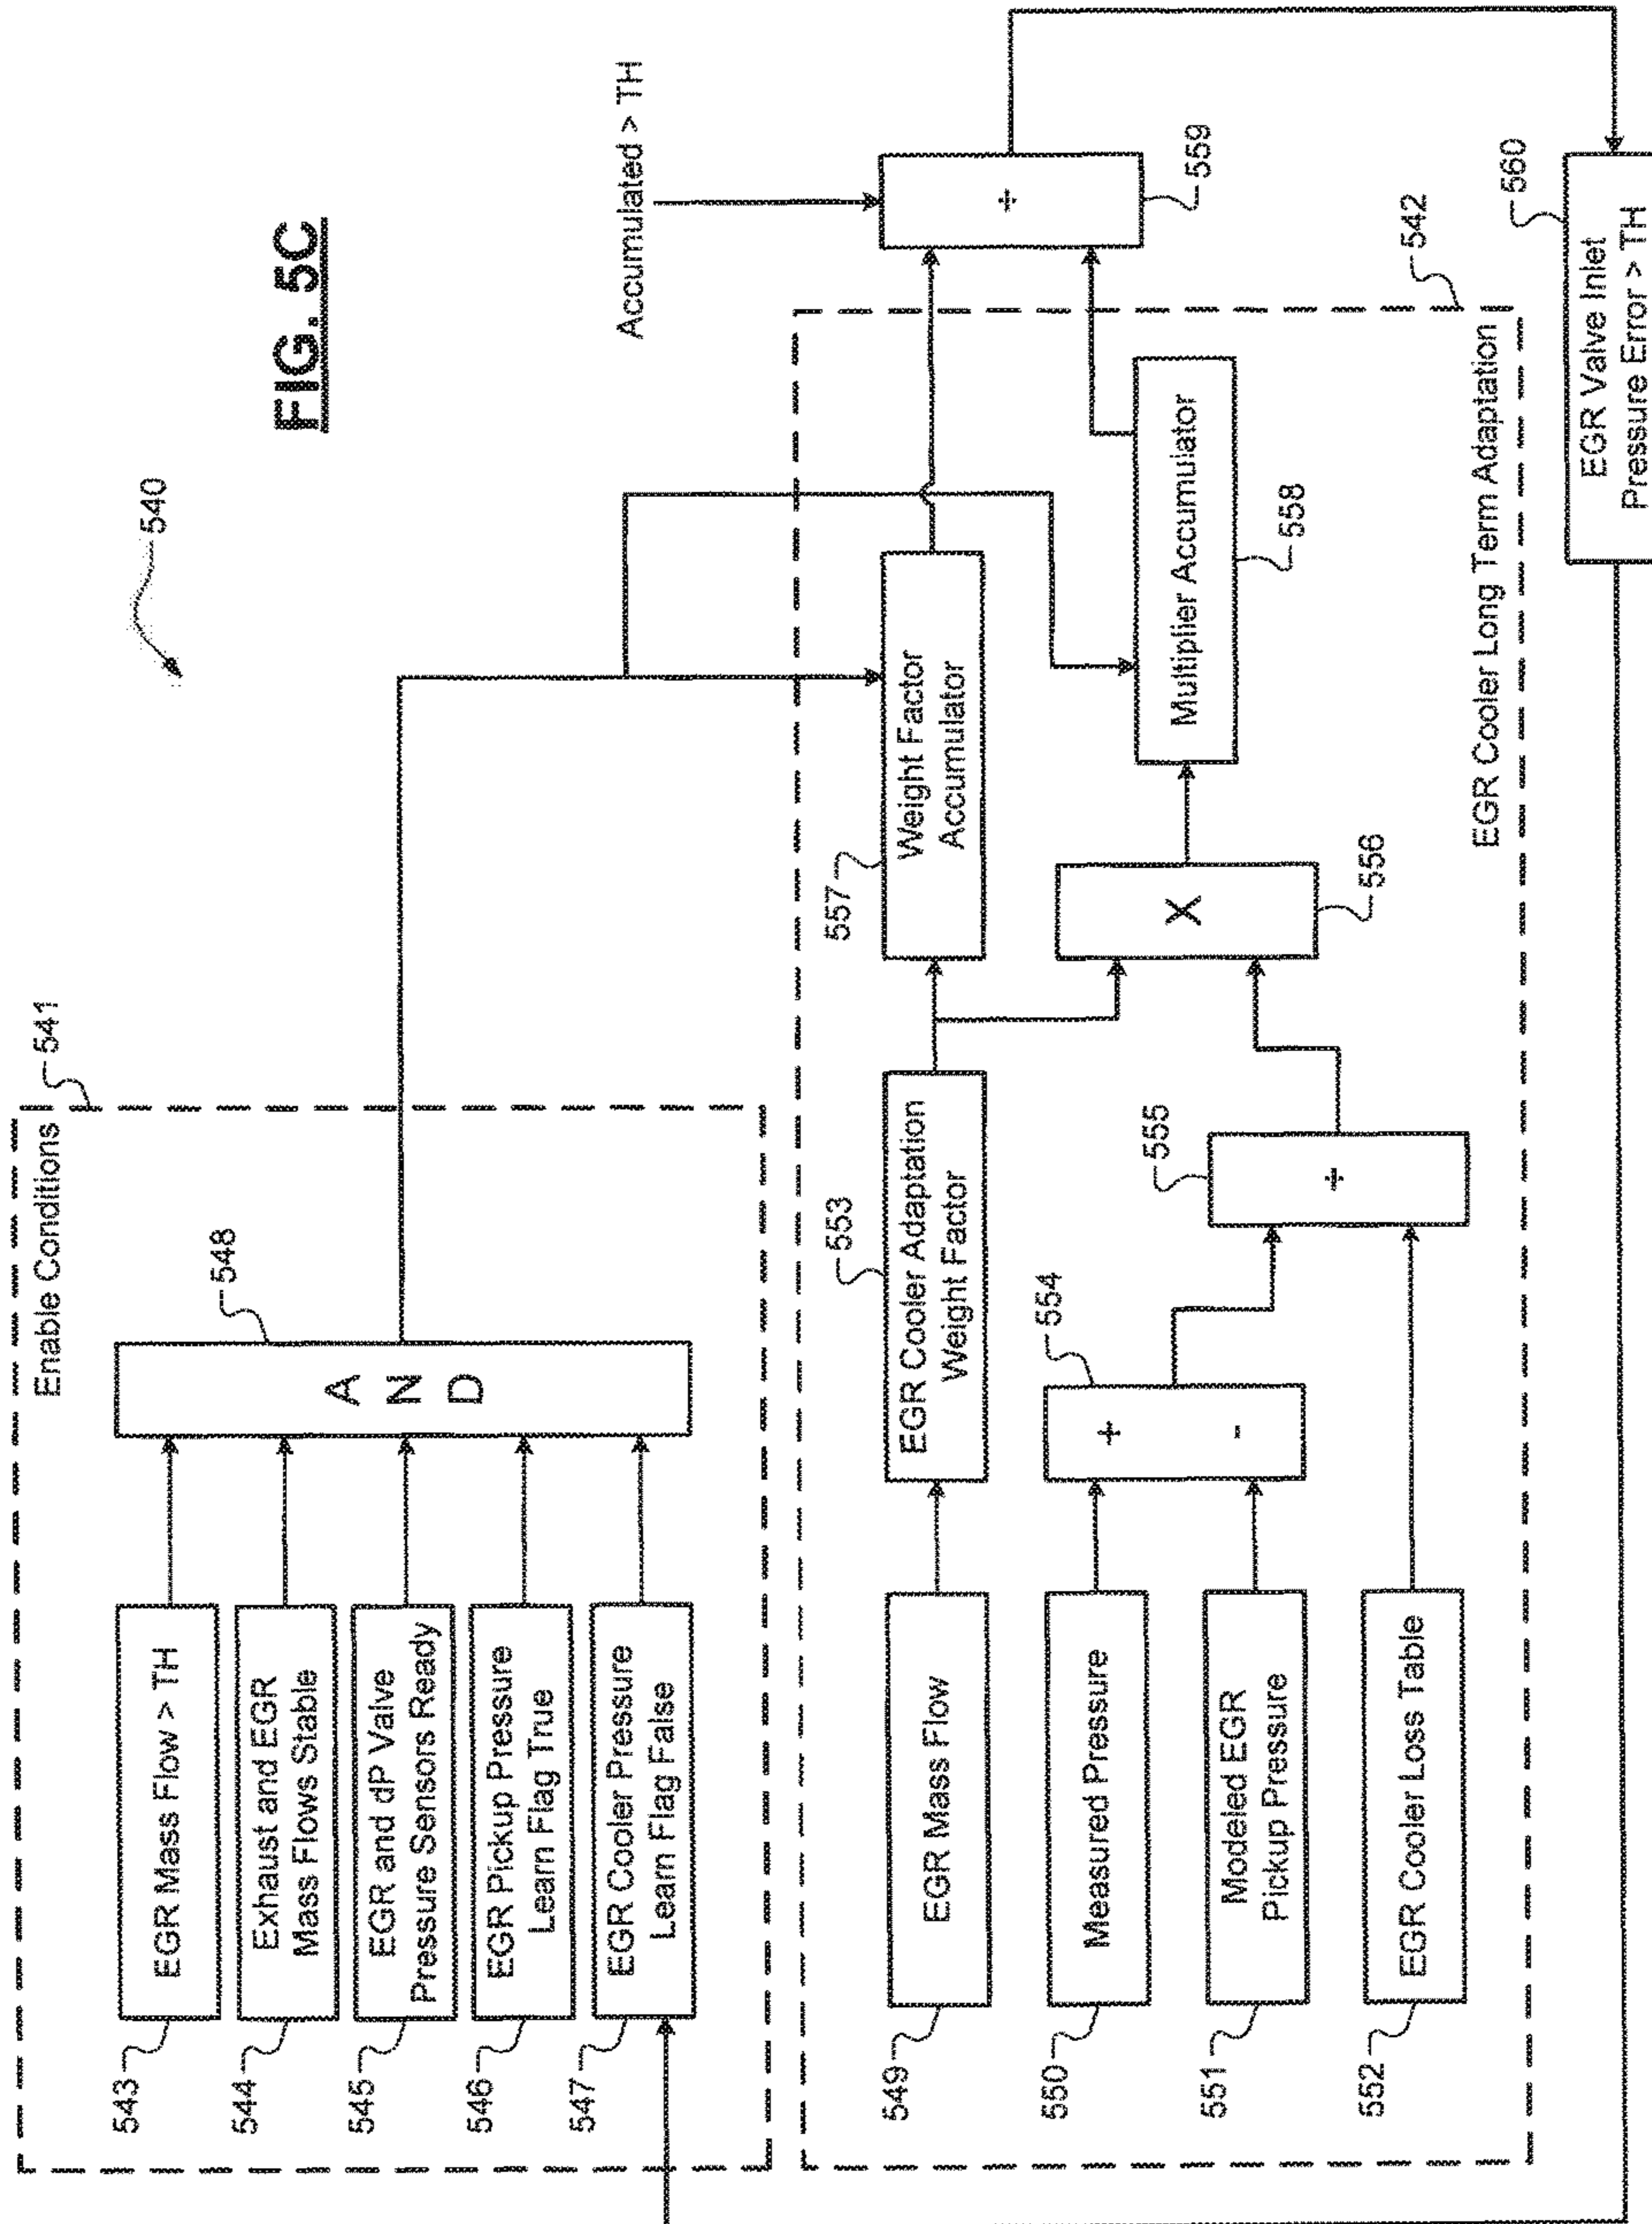 FIG. 5C
540
541
Enable Conditions
543
EGR Mass Flow > TH
544
Exhaust and EGR
Mass Flows Stable
545
EGR and dP Valve
Pressure Sensors Ready
546
EGR Pickup Pressure
Learn Flag True
547
EGR Cooler Pressure
Learn Flag False
548
A
N
D
Accumulated > TH
549
EGR Mass Flow
550
Measured Pressure
551
Modeled EGR
Pickup Pressure
552
EGR Cooler Loss Table
553
EGR Cooler Adaptation
Weight Factor
554
+
-
555
÷
556
X
557
Weight Factor
Accumulator
558
Multiplier Accumulator
559
÷
542
EGR Cooler Long Term Adaptation
560
EGR Valve Inlet
Pressure Error > TH